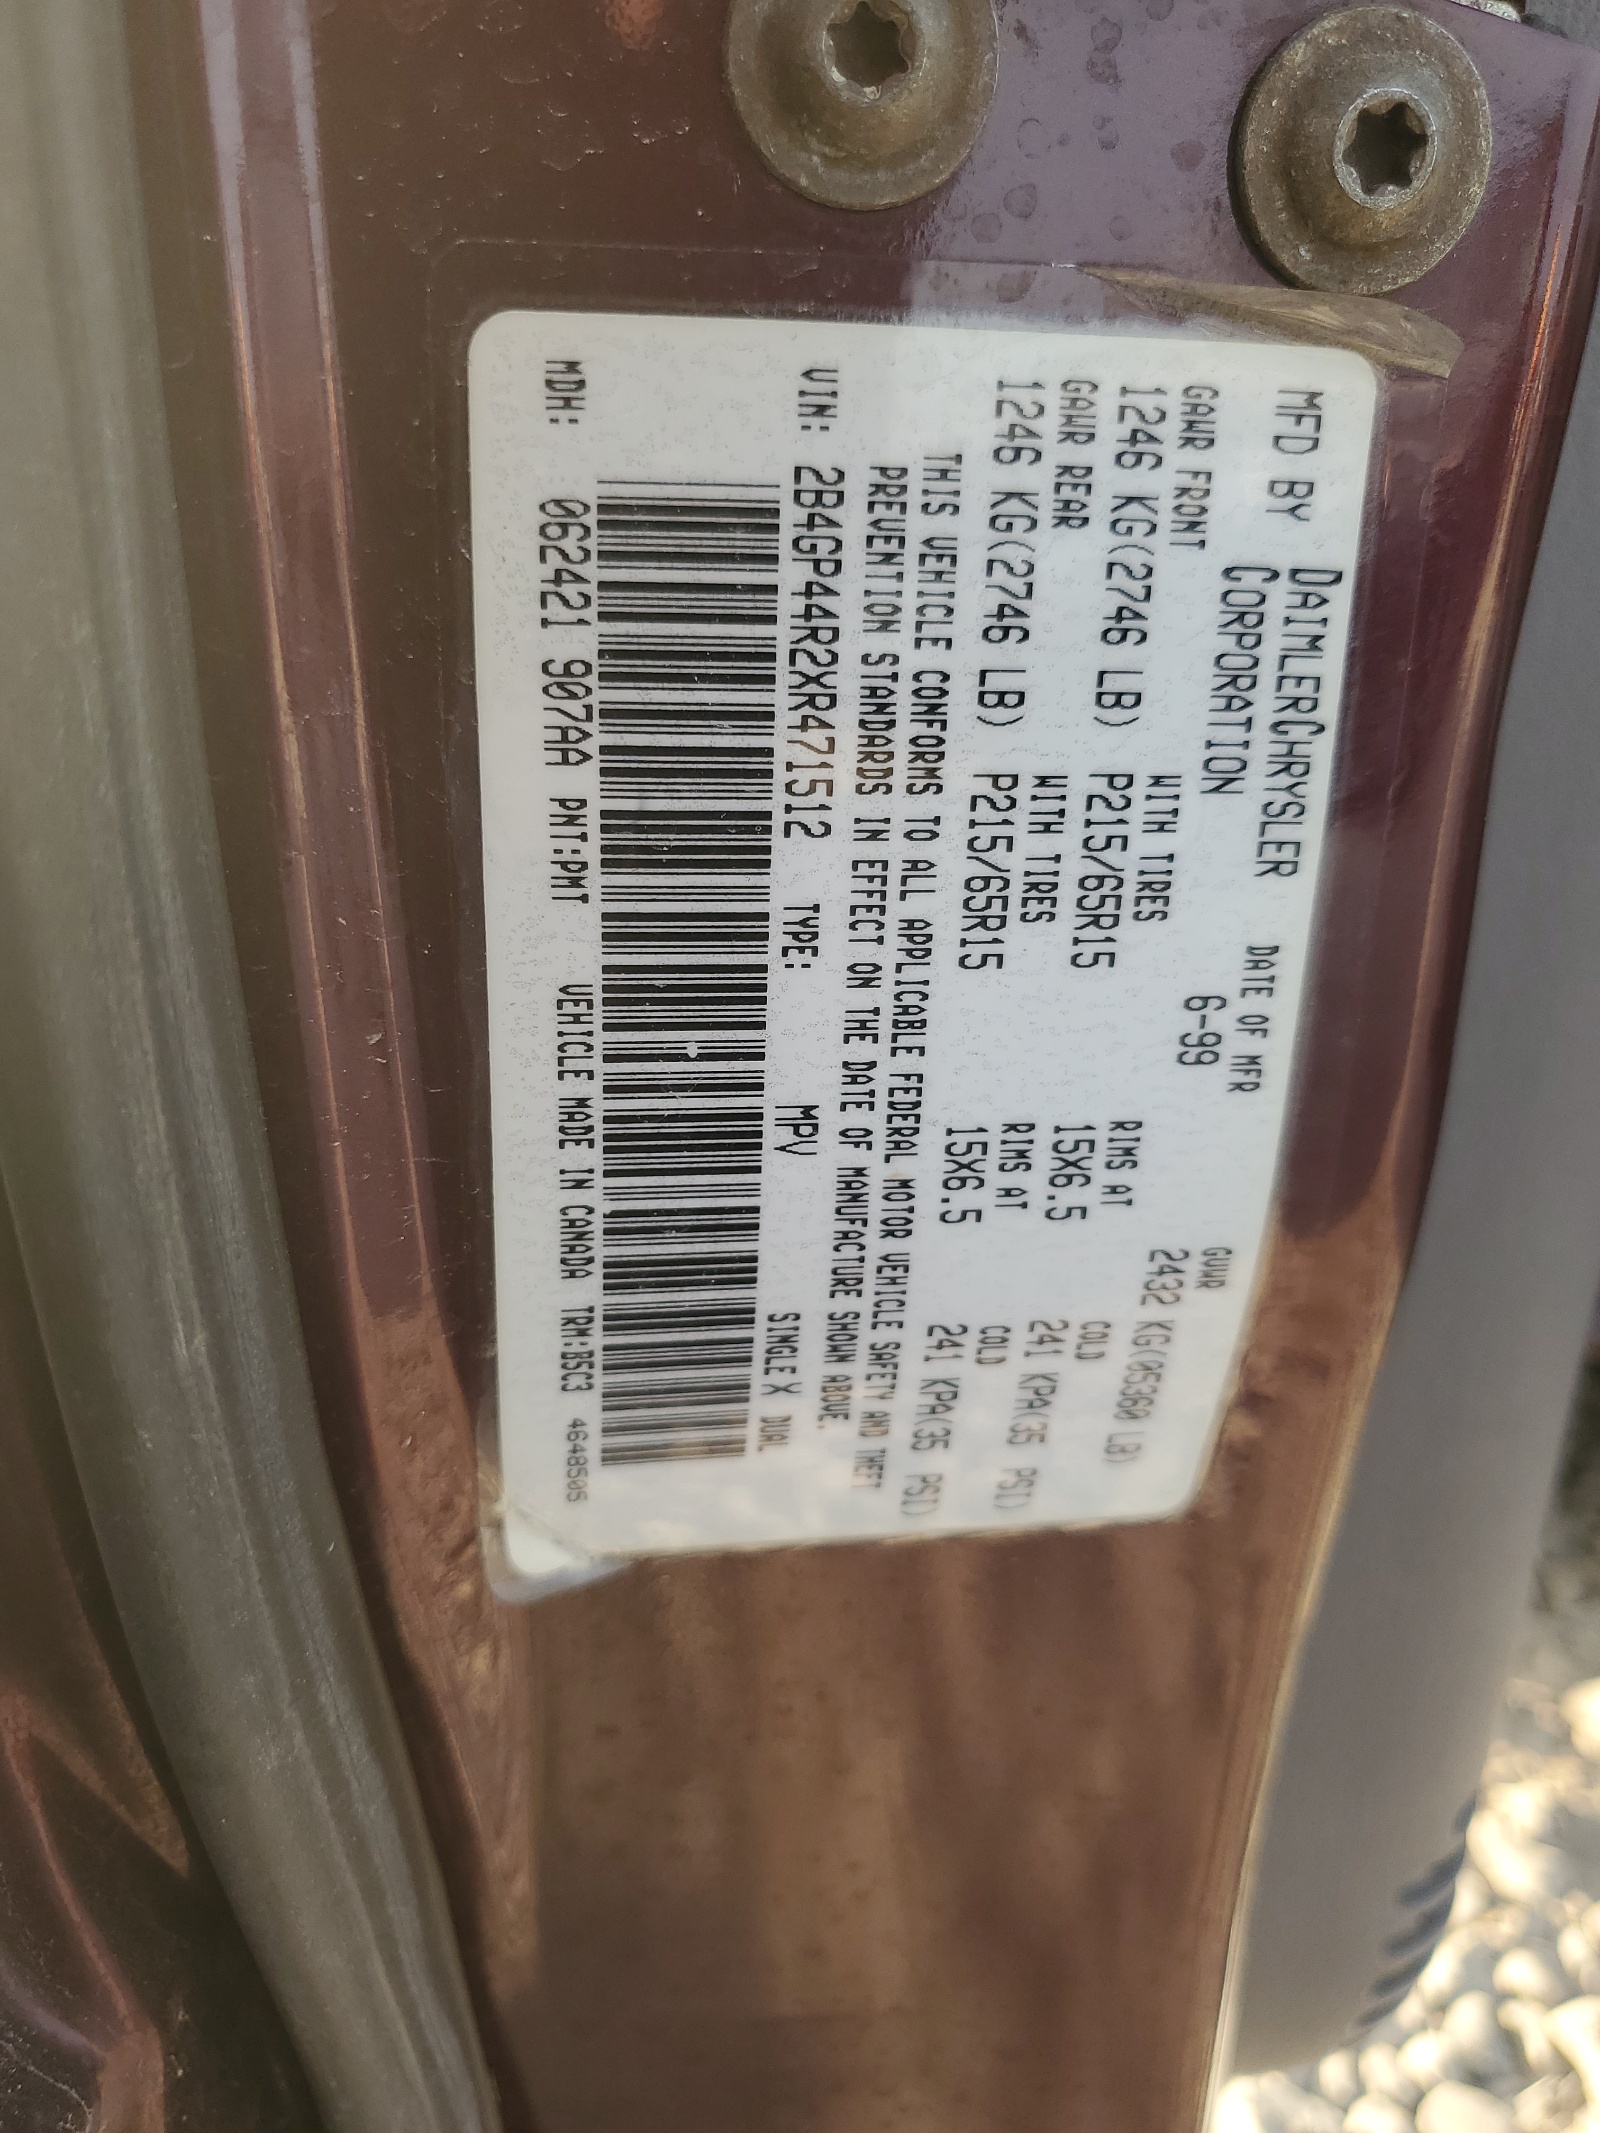 MFD BY DAIMLERCHRYSLER CORPORATION
DATE OF MFR 6-99
GVWR 2432 KG(05360 LB)
GAWR FRONT WITH TIRES RIMS AT COLD
1246 KG(2746 LB) P215/65R15 15X6.5 241 KPA(35 PSI)
GAWR REAR WITH TIRES RIMS AT COLD
1246 KG(2746 LB) P215/65R15 15X6.5 241 KPA(35 PSI)
THIS VEHICLE CONFORMS TO ALL APPLICABLE FEDERAL MOTOR VEHICLE SAFETY AND THEFT
PREVENTION STANDARDS IN EFFECT ON THE DATE OF MANUFACTURE SHOWN ABOVE.
VIN: 2B4GP44R2XR471512 TYPE: MPV SINGLE X DUAL
MDH: 062421 907AA PNT:PMT VEHICLE MADE IN CANADA TRM:B5C3 4648505